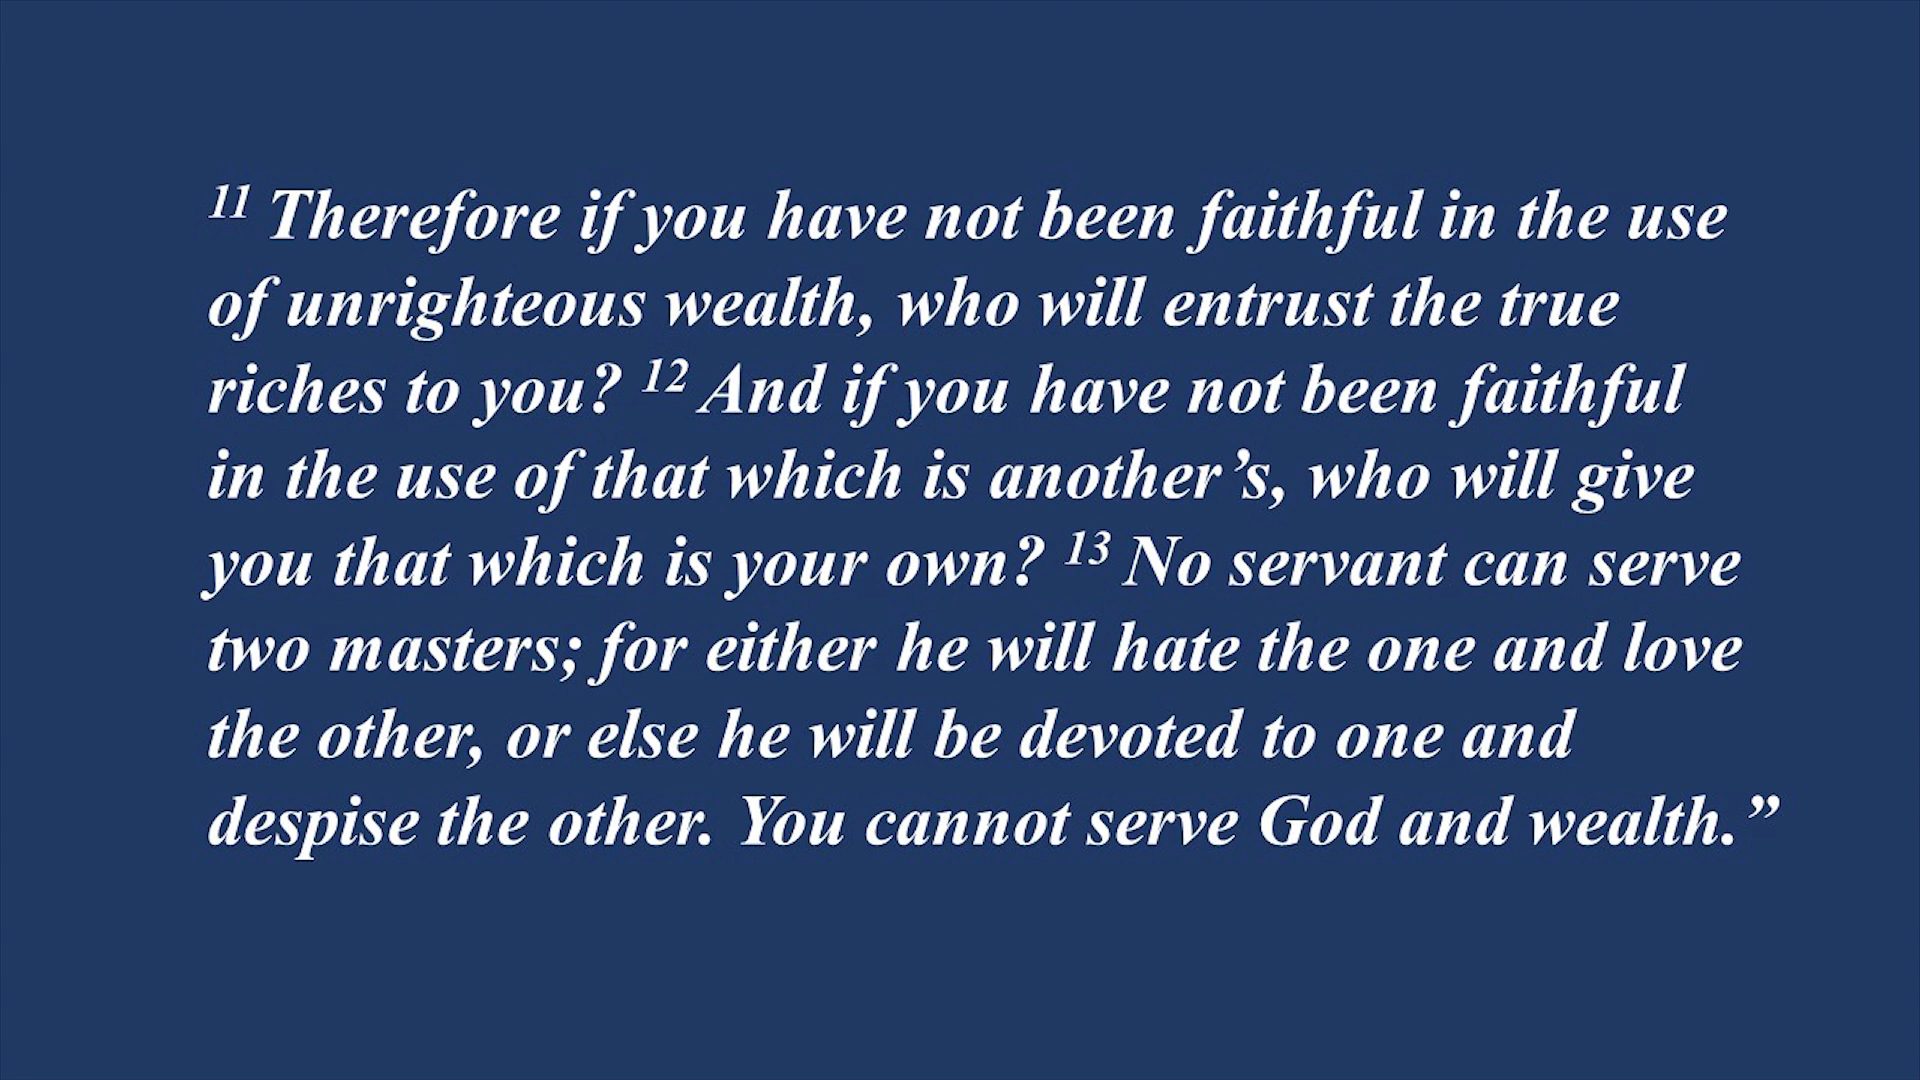 11 Therefore if you have not been faithful in the use
of unrighteous wealth, who will entrust the true
riches to you? 12 And if you have not been faithful
in the use of that which is another’s, who will give
you that which is your own? 13 No servant can serve
two masters; for either he will hate the one and love
the other, or else he will be devoted to one and
despise the other. You cannot serve God and wealth.”